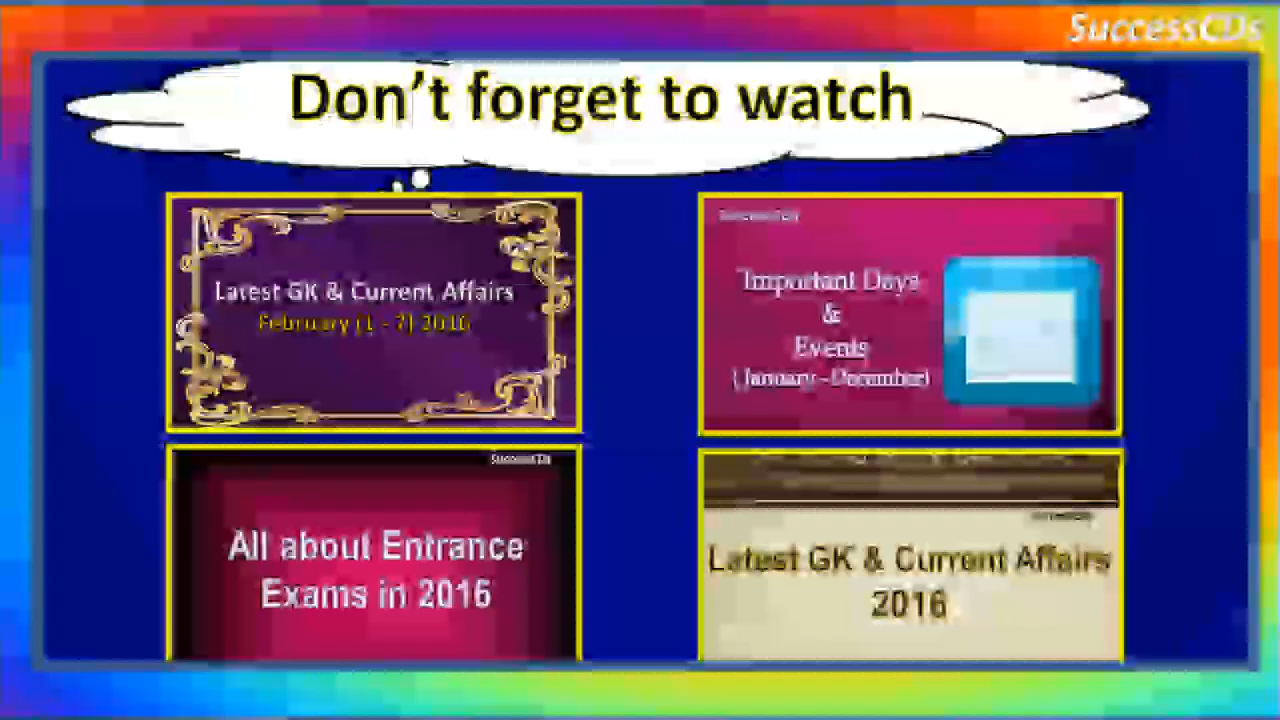 SuccessCDs
Don't forget to watch
Latest GK & Current Affairs
February (1 - 7) 2016
Important Days
&
Events
(January - December)
SuccessCDs
All about Entrance
Exams in 2016
Latest GK & Current Affairs
2016